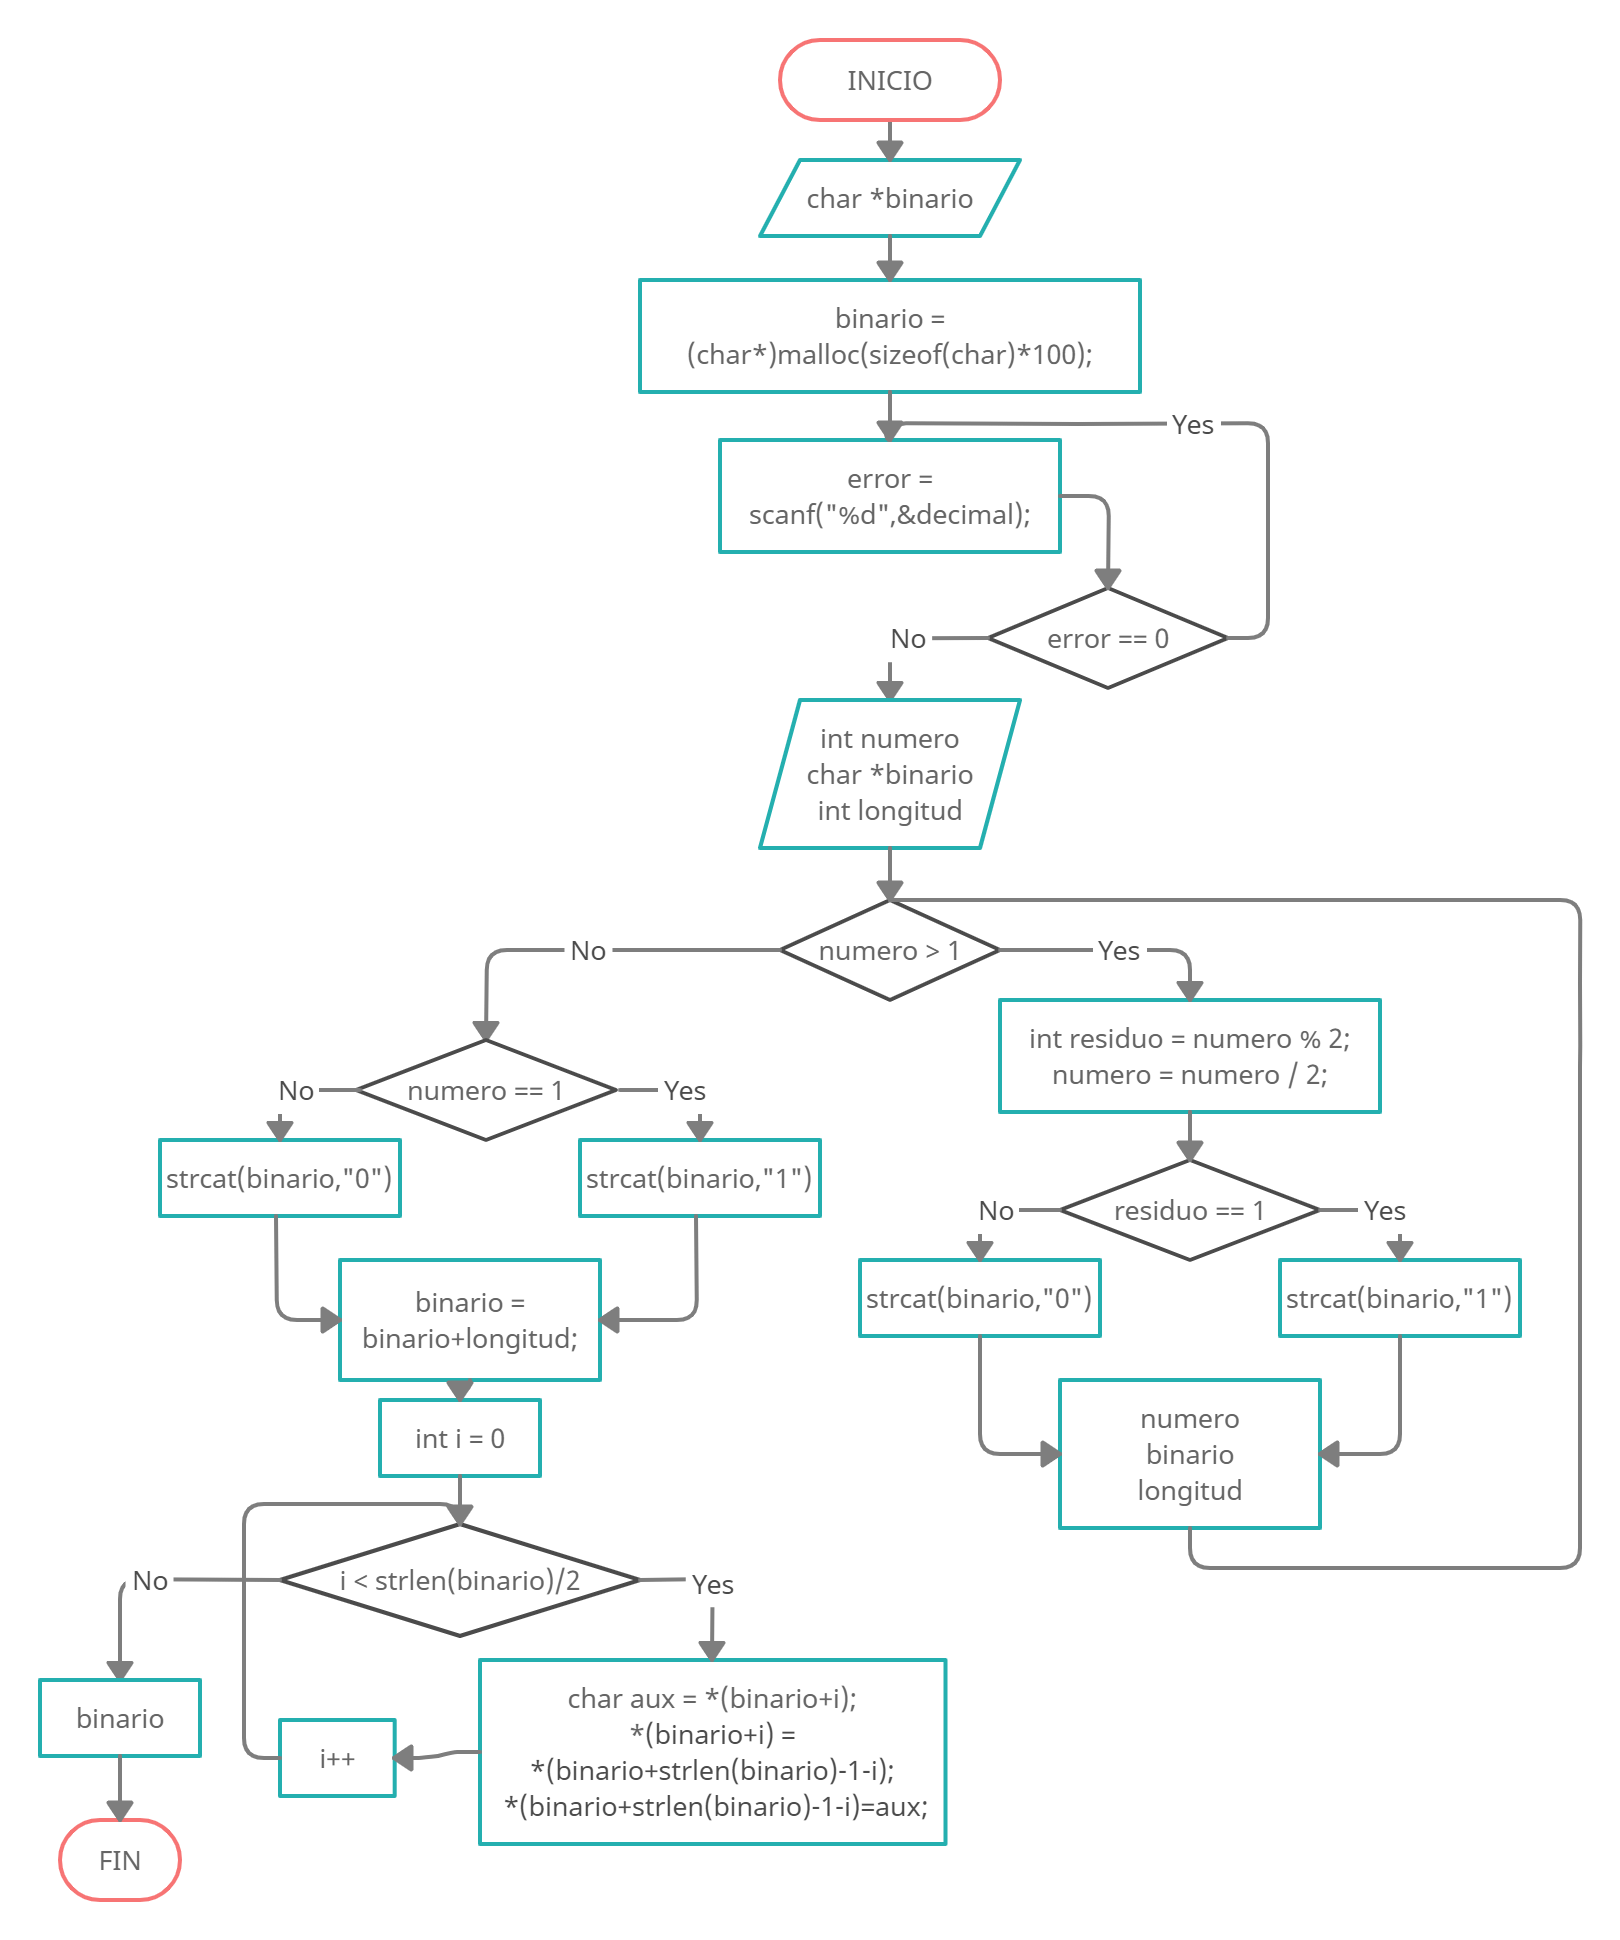 INICIO
char *binario
binario =
(char*)malloc(sizeof(char)*100);
Yes
error =
scanf("%d",&decimal);
No
error == 0
int numero
char *binario
int longitud
No
numero > 1
Yes
int residuo = numero % 2;
numero = numero / 2;
No
numero == 1
Yes
strcat(binario,"0")
strcat(binario,"1")
No
residuo == 1
Yes
strcat(binario,"0")
strcat(binario,"1")
binario =
binario+longitud;
int i = 0
numero
binario
longitud
No
i < strlen(binario)/2
Yes
binario
i++
char aux = *(binario+i);
*(binario+i) =
*(binario+strlen(binario)-1-i);
*(binario+strlen(binario)-1-i)=aux;
FIN